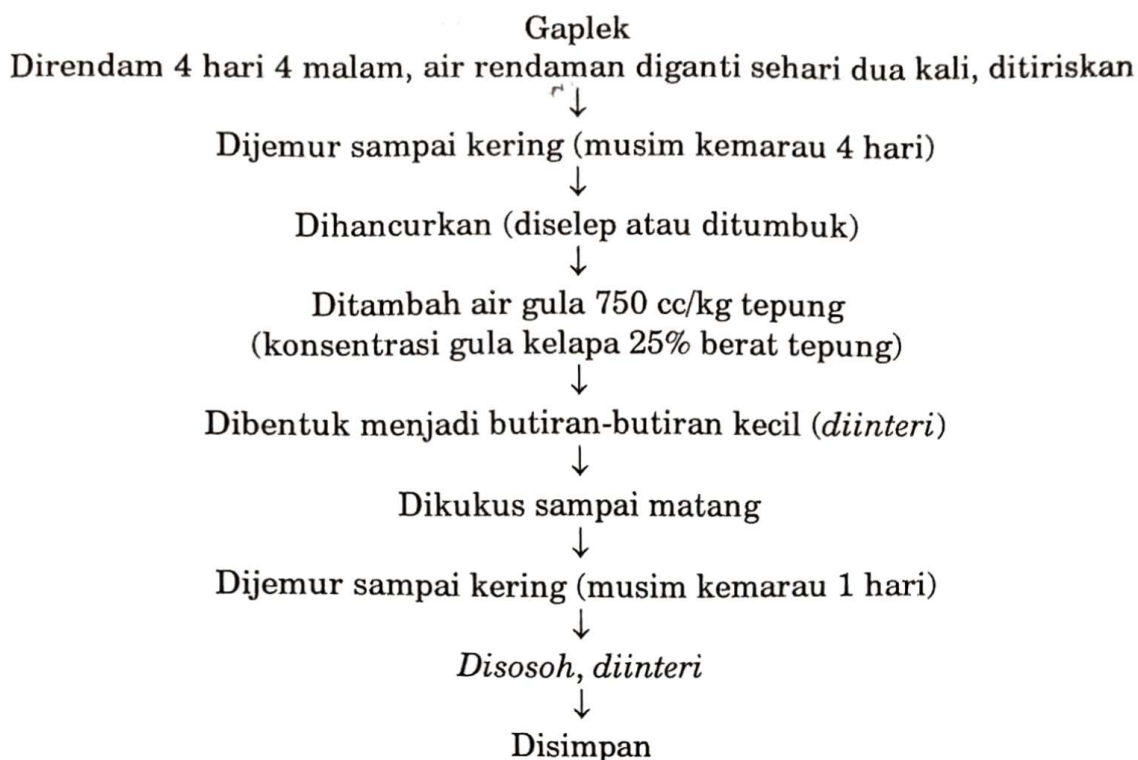 Gaplek
Direndam 4 hari 4 malam, air rendaman diganti sehari dua kali, ditiriskan
↓
Dijemur sampai kering (musim kemarau 4 hari)
↓
Dihancurkan (diselep atau ditumbuk)
↓
Ditambah air gula 750 cc/kg tepung
(konsentrasi gula kelapa 25% berat tepung)
↓
Dibentuk menjadi butiran-butiran kecil (diinteri)
↓
Dikukus sampai matang
↓
Dijemur sampai kering (musim kemarau 1 hari)
↓
Disosoh, diinteri
↓
Disimpan